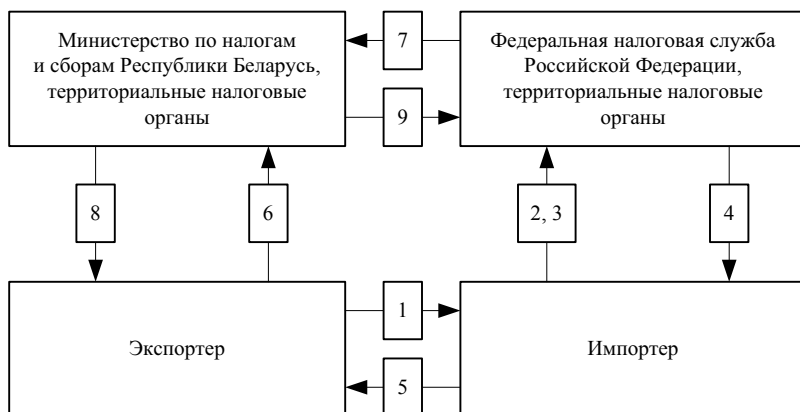 Министерство по налогам
и сборам Республики Беларусь,
территориальные налоговые
органы
7
Федеральная налоговая служба
Российской Федерации,
территориальные налоговые
органы
9
8
6
2, 3
4
Экспортер
1
Импортер
5